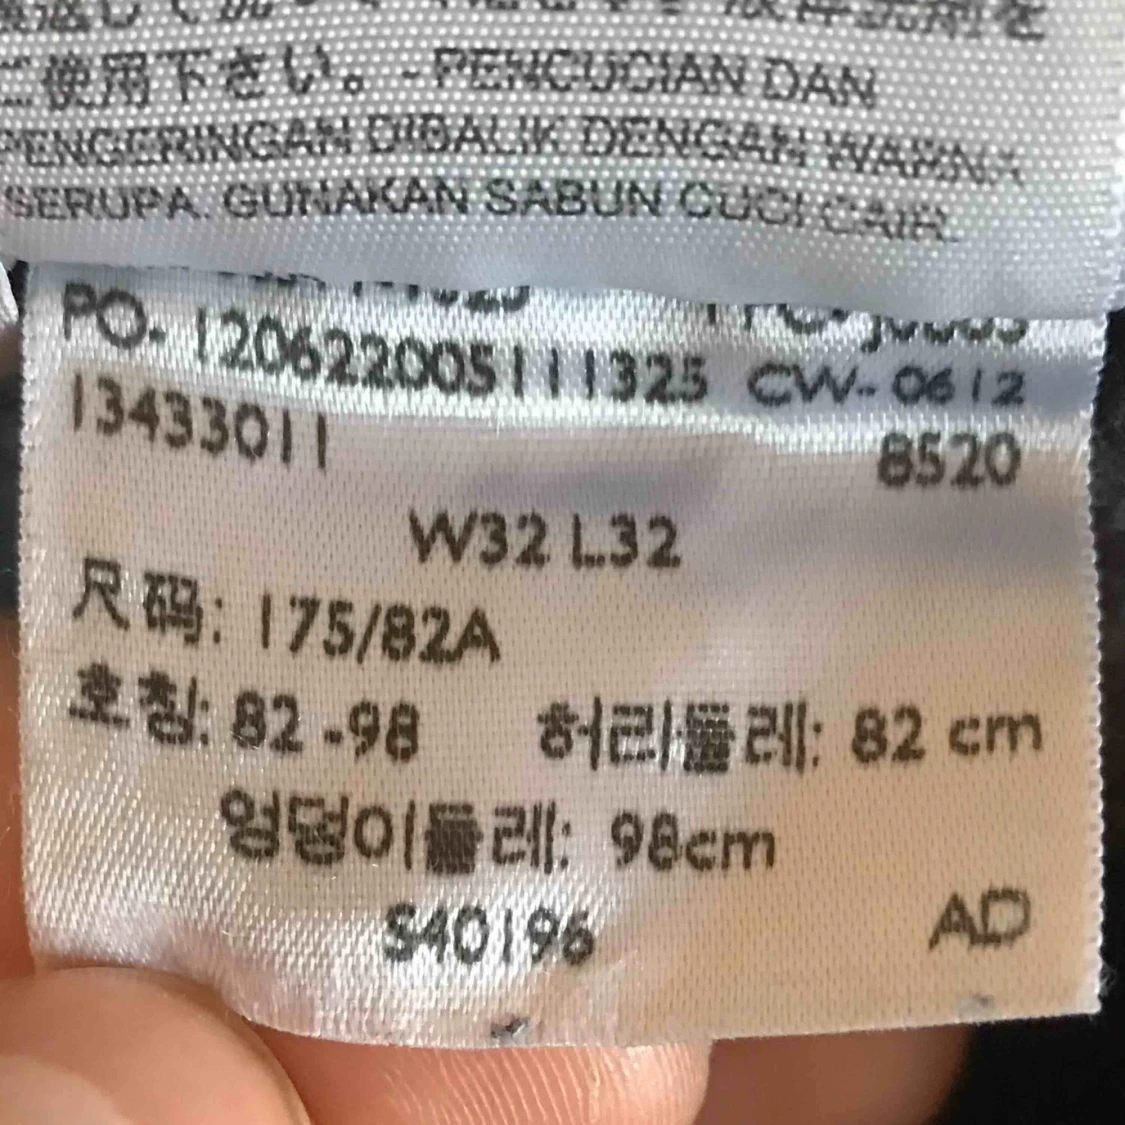 ご使用下さい。-PENCUCIAN DAN
PENGERINGAN DIBALIK DENGAN WARNA
SERUPA. GUNAKAN SABUN CUCI CAIR.
PO- 120622005111325 CW-0612
13433011 8520
W32 L32
尺码: 175/82A
호칭: 82-98 허리둘레: 82 cm
엉덩이둘레: 98cm
S40196 AD